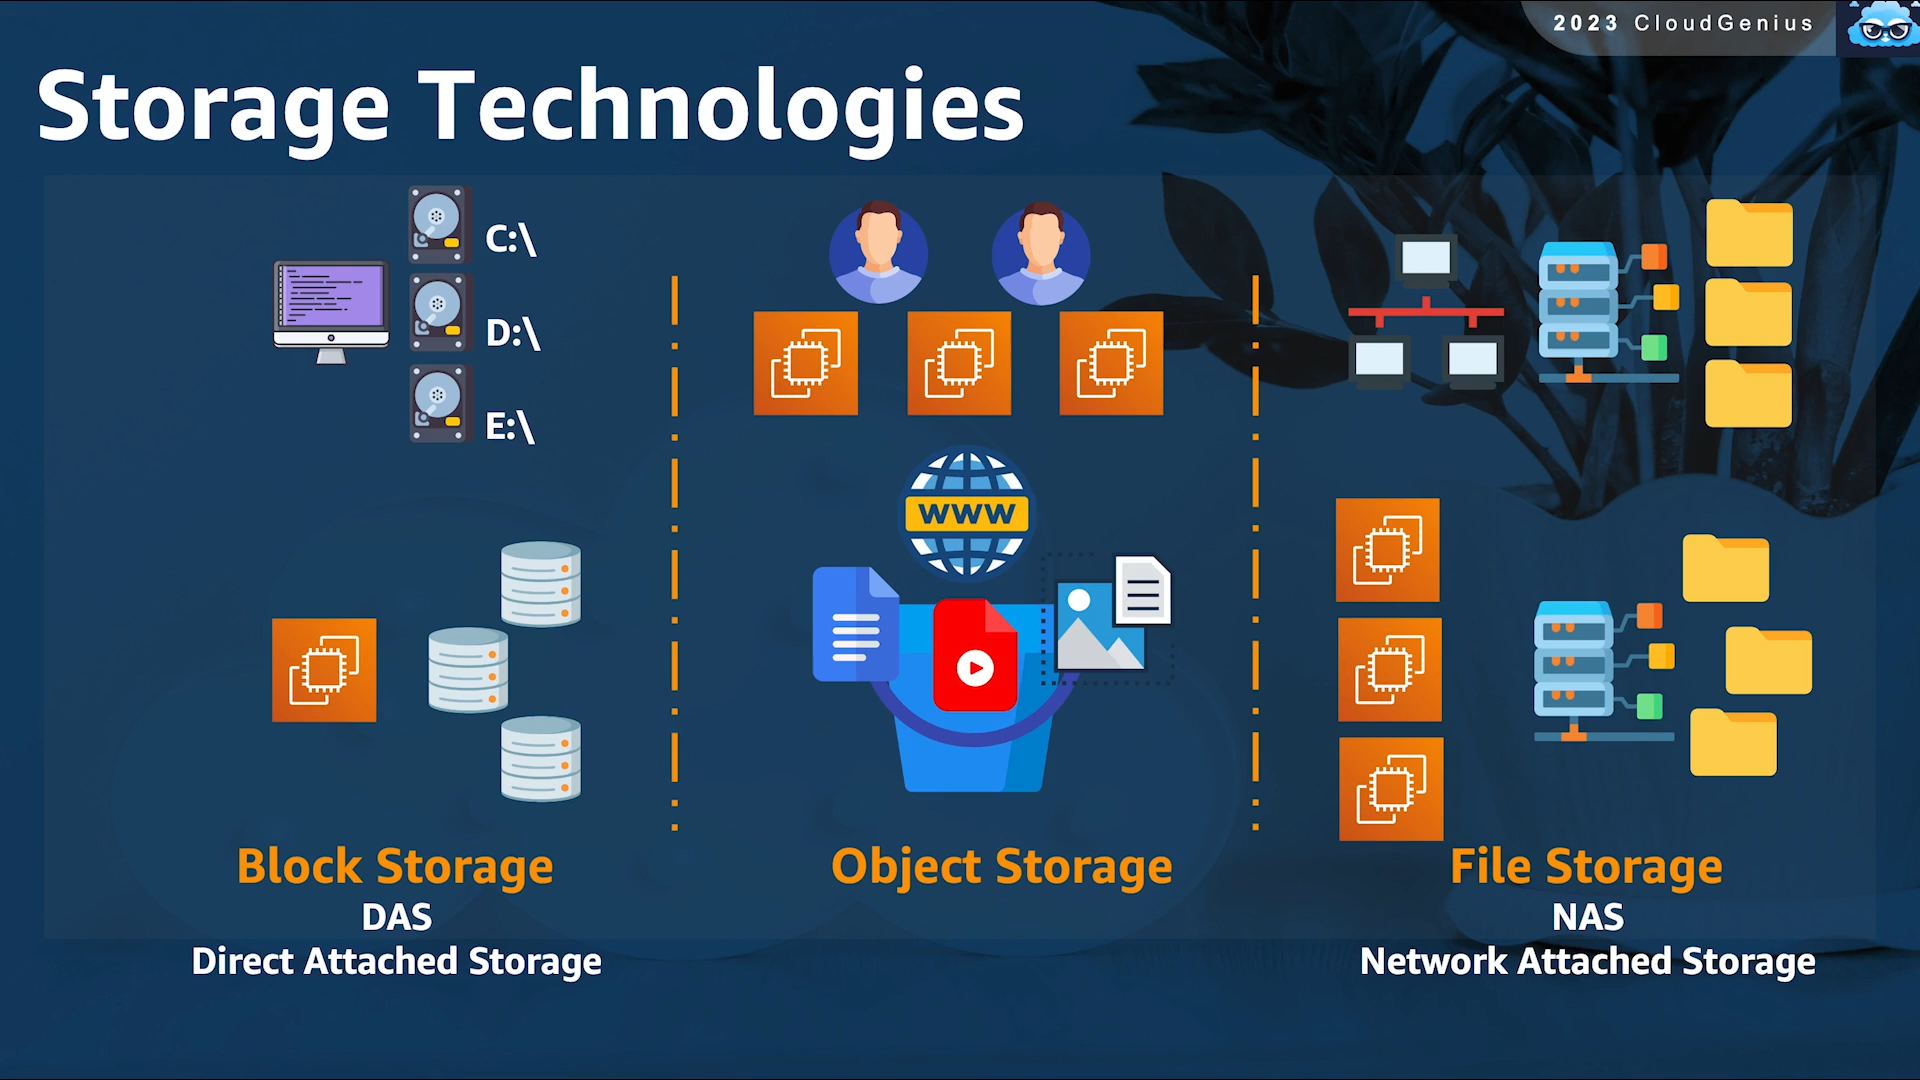 2023 CloudGenius
Storage Technologies
C:\
D:\
E:\
www
Block Storage
DAS
Direct Attached Storage
Object Storage
File Storage
NAS
Network Attached Storage